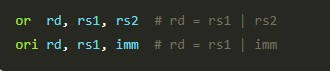 or  rd, rs1, rs2  # rd = rs1 | rs2
ori rd, rs1, imm  # rd = rs1 | imm